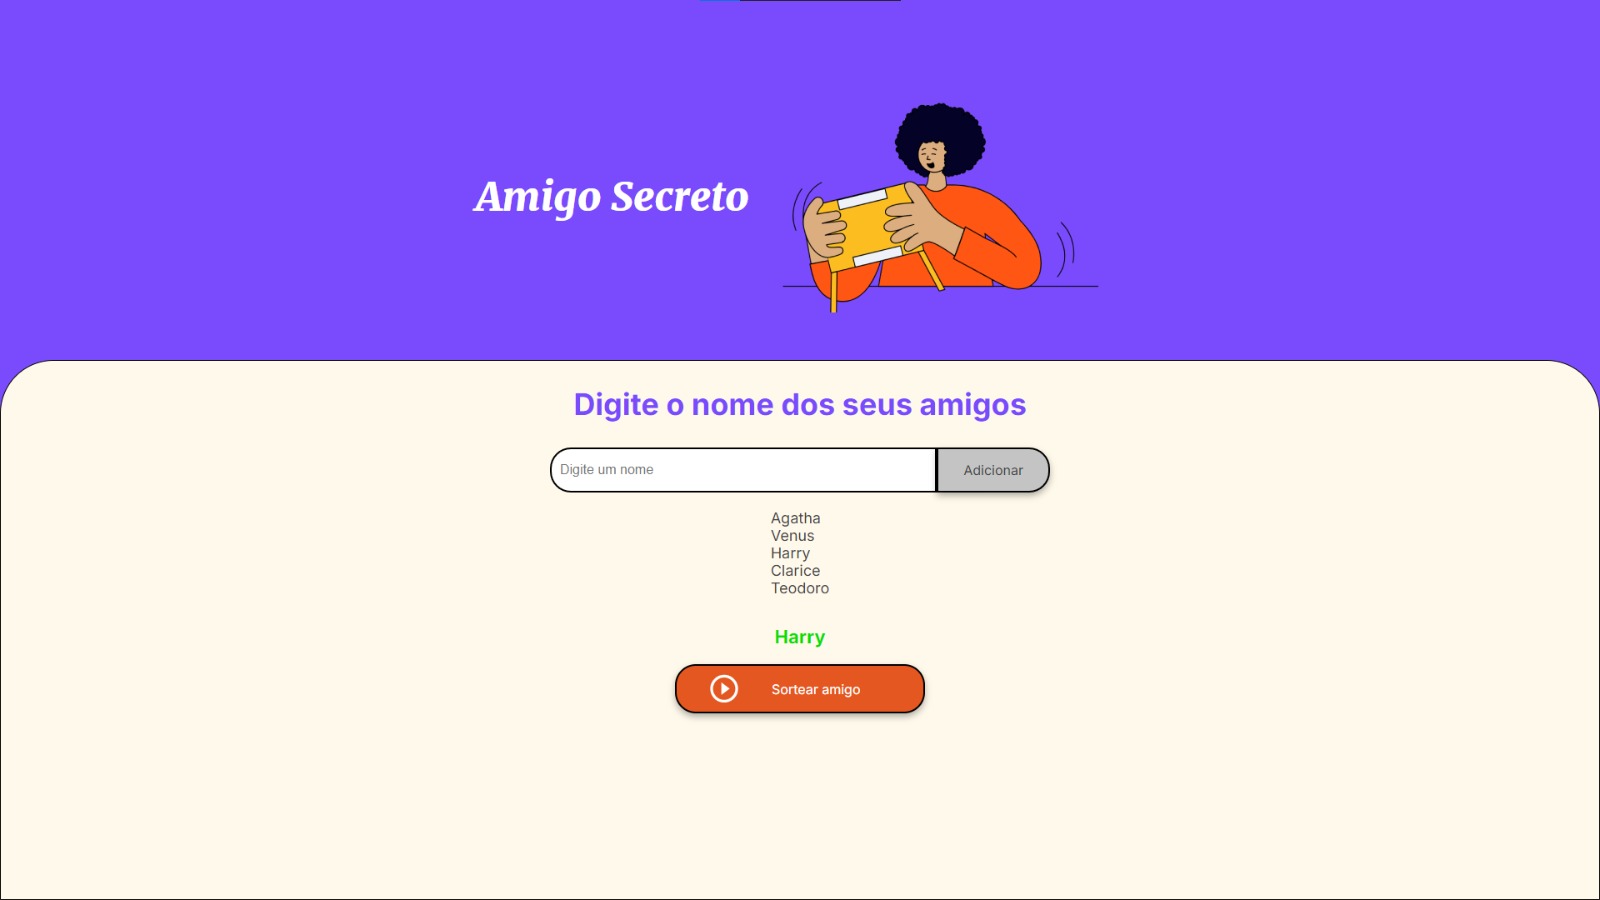 Amigo Secreto
Digite o nome dos seus amigos
Digite um nome
Adicionar
Agatha
Venus
Harry
Clarice
Teodoro
Harry
Sortear amigo